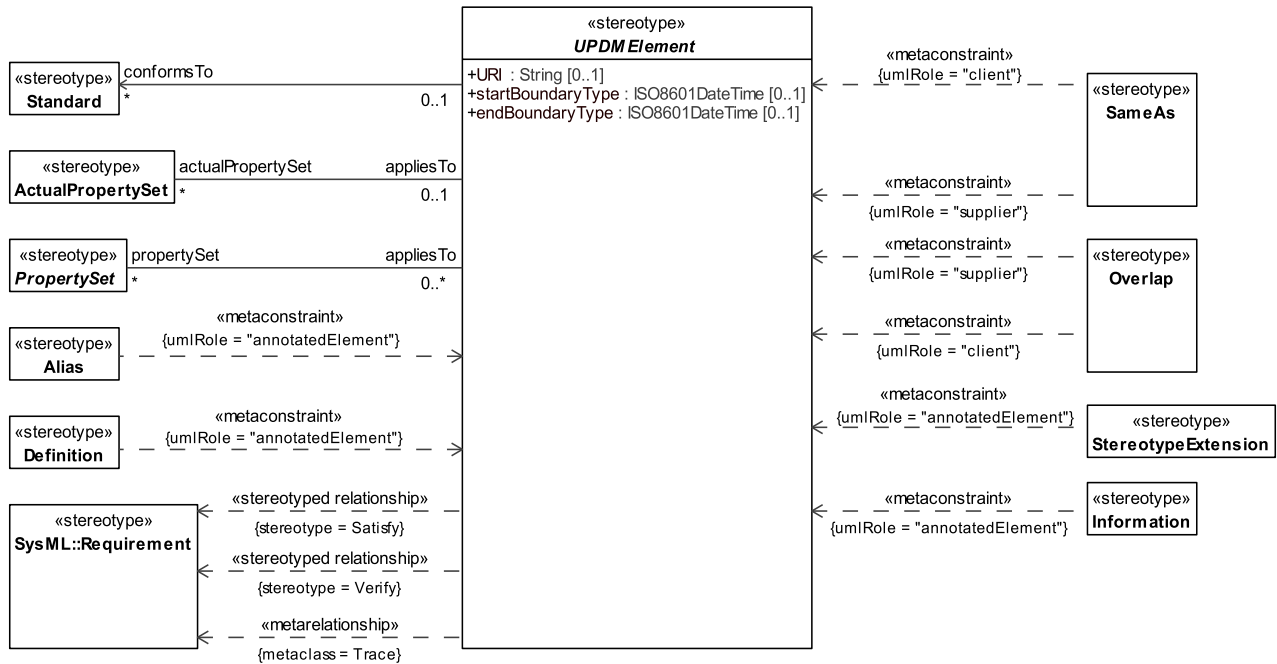 «stereotype»
UPDMElement
+URI : String [0..1]
+startBoundaryType : ISO8601DateTime [0..1]
+endBoundaryType : ISO8601DateTime [0..1]
«stereotype»
Standard
conformsTo
*
0..1
«stereotype»
ActualPropertySet
actualPropertySet
*
appliesTo
0..1
«stereotype»
PropertySet
propertySet
*
appliesTo
0..*
«stereotype»
Alias
«metaconstraint»
{umlRole = "annotatedElement"}
«stereotype»
Definition
«metaconstraint»
{umlRole = "annotatedElement"}
«stereotype»
SysML::Requirement
«stereotyped relationship»
{stereotype = Satisfy}
«stereotyped relationship»
{stereotype = Verify}
«metarelationship»
{metaclass = Trace}
«metaconstraint»
{umlRole = "client"}
«stereotype»
SameAs
«metaconstraint»
{umlRole = "supplier"}
«metaconstraint»
{umlRole = "supplier"}
«stereotype»
Overlap
«metaconstraint»
{umlRole = "client"}
«metaconstraint»
{umlRole = "annotatedElement"}
«stereotype»
StereotypeExtension
«metaconstraint»
{umlRole = "annotatedElement"}
«stereotype»
Information